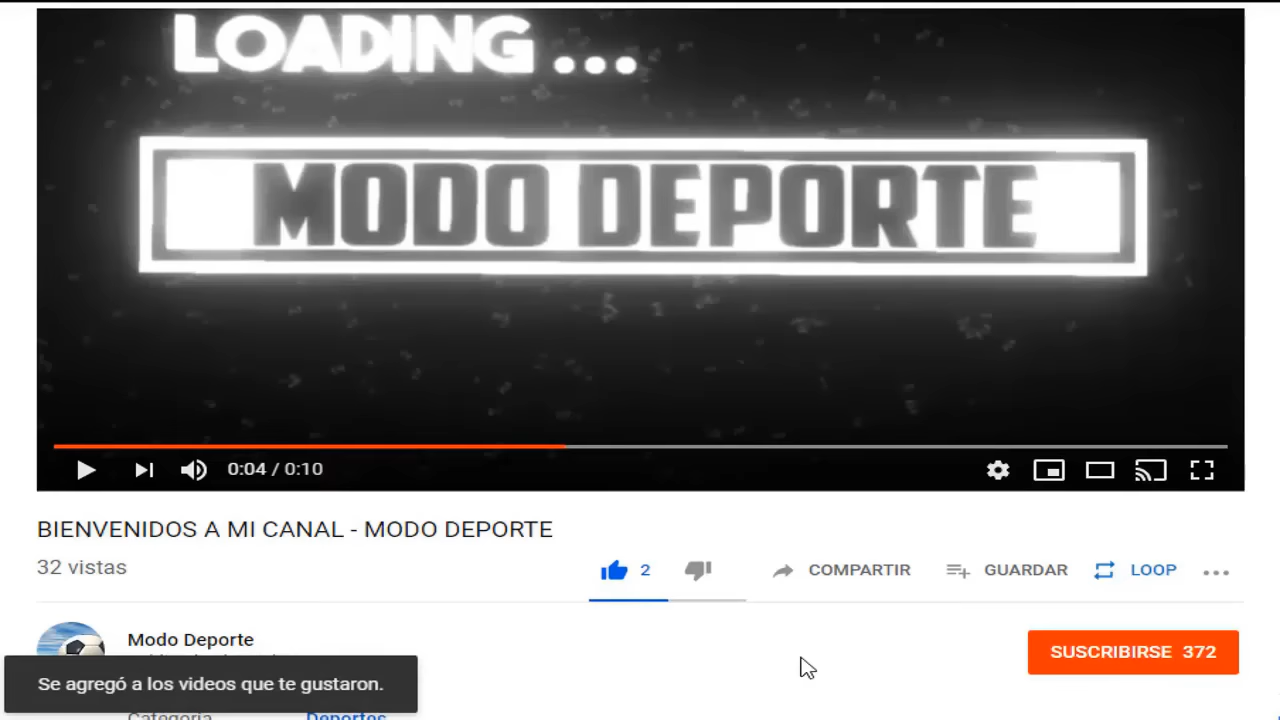 LOADING ...
MODO DEPORTE
0:04 / 0:10
BIENVENIDOS A MI CANAL - MODO DEPORTE
32 vistas
2
COMPARTIR
GUARDAR
LOOP
Modo Deporte
SUSCRIBIRSE 372
Se agregó a los videos que te gustaron.
Categoría
Deportes